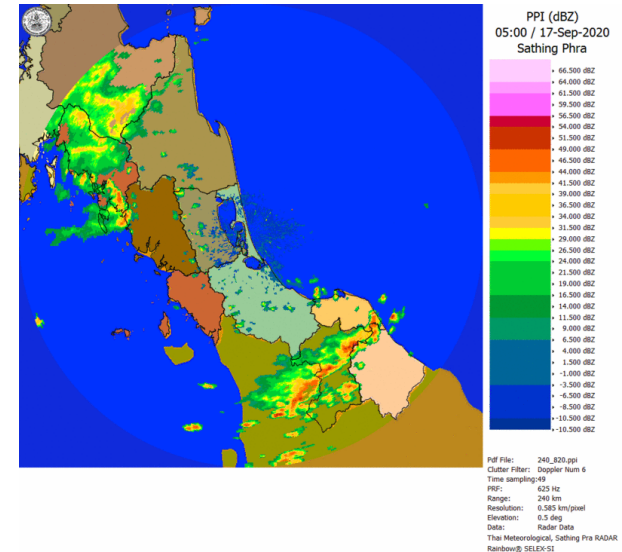 PPI (dBZ)
05:00 / 17-Sep-2020
Sathing Phra
66.500 dBZ
64.000 dBZ
61.500 dBZ
59.500 dBZ
56.500 dBZ
54.000 dBZ
51.500 dBZ
49.000 dBZ
46.500 dBZ
44.000 dBZ
41.500 dBZ
39.000 dBZ
36.500 dBZ
34.000 dBZ
31.500 dBZ
29.000 dBZ
26.500 dBZ
24.000 dBZ
21.500 dBZ
19.000 dBZ
16.500 dBZ
14.000 dBZ
11.500 dBZ
9.000 dBZ
6.500 dBZ
4.000 dBZ
1.500 dBZ
-1.000 dBZ
-3.500 dBZ
-6.500 dBZ
-8.500 dBZ
-10.500 dBZ
-10.500 dBZ
Pdf File: 240_820.ppi
Clutter Filter: Doppler Num 6
Time sampling:49
PRF: 625 Hz
Range: 240 km
Resolution: 0.585 km/pixel
Elevation: 0.5 deg
Data: Radar Data
Thai Meteorological, Sathing Pra RADAR
Rainbow® SELEX-SI